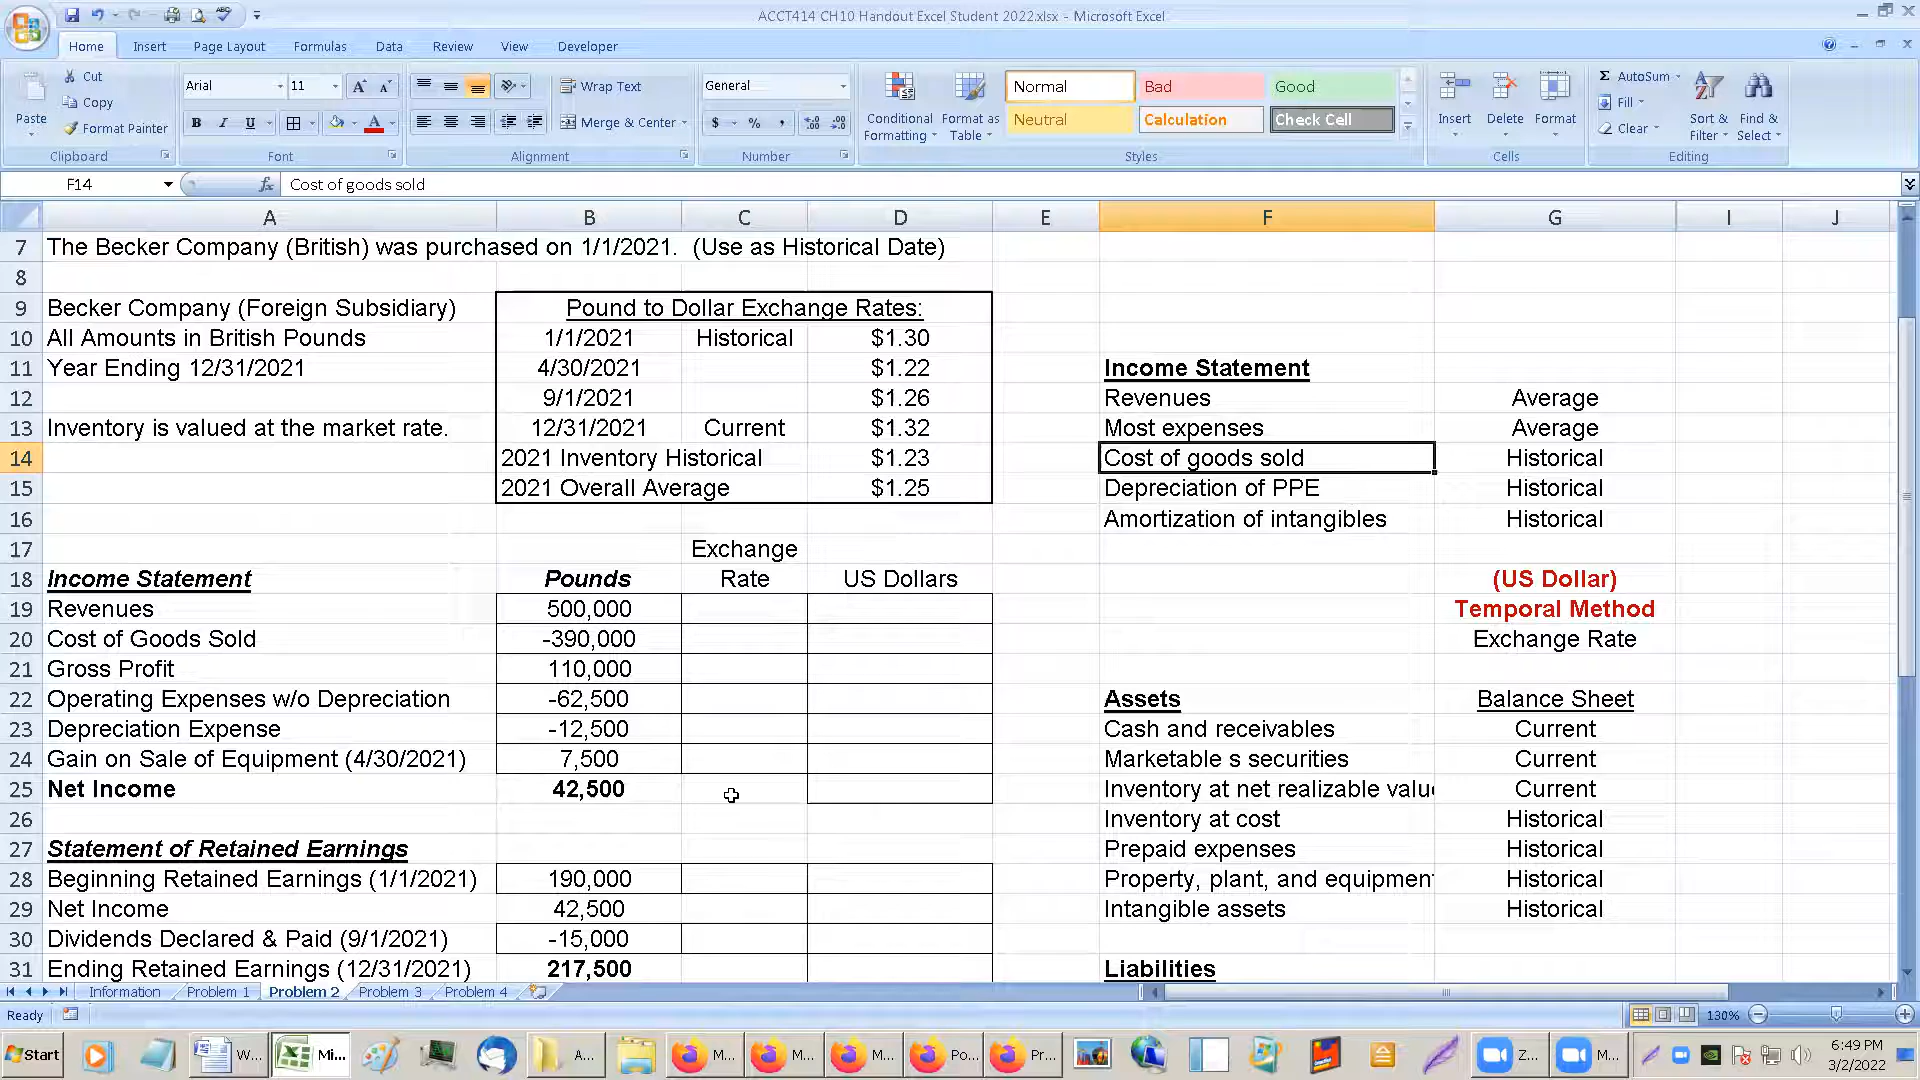 ACCT414 CH10 Handout Excel Student 2022.xlsx - Microsoft Excel
Home Insert Page Layout Formulas Data Review View Developer
Cut
Copy
Format Painter
Paste
Clipboard
Arial 11
B I U
Font
Wrap Text
Merge & Center
Alignment
General
$ % ,
Number
Conditional Formatting
Format as Table
Normal Bad Good
Neutral Calculation Check Cell
Styles
Insert Delete Format
Cells
Σ AutoSum
Fill
Clear
Sort & Filter
Find & Select
Editing
F14 fx Cost of goods sold
A B C D E F G I J
7 The Becker Company (British) was purchased on 1/1/2021. (Use as Historical Date)
8
9 Becker Company (Foreign Subsidiary) Pound to Dollar Exchange Rates:
10 All Amounts in British Pounds 1/1/2021 Historical $1.30
11 Year Ending 12/31/2021 4/30/2021 $1.22 Income Statement
12 9/1/2021 $1.26 Revenues Average
13 Inventory is valued at the market rate. 12/31/2021 Current $1.32 Most expenses Average
14 2021 Inventory Historical $1.23 Cost of goods sold Historical
15 2021 Overall Average $1.25 Depreciation of PPE Historical
16 Amortization of intangibles Historical
17 Exchange
18 Income Statement Pounds Rate US Dollars (US Dollar)
19 Revenues 500,000 Temporal Method
20 Cost of Goods Sold -390,000 Exchange Rate
21 Gross Profit 110,000
22 Operating Expenses w/o Depreciation -62,500 Assets Balance Sheet
23 Depreciation Expense -12,500 Cash and receivables Current
24 Gain on Sale of Equipment (4/30/2021) 7,500 Marketable s securities Current
25 Net Income 42,500 Inventory at net realizable value Current
26 Inventory at cost Historical
27 Statement of Retained Earnings Prepaid expenses Historical
28 Beginning Retained Earnings (1/1/2021) 190,000 Property, plant, and equipment Historical
29 Net Income 42,500 Intangible assets Historical
30 Dividends Declared & Paid (9/1/2021) -15,000
31 Ending Retained Earnings (12/31/2021) 217,500 Liabilities
Information Problem 1 Problem 2 Problem 3 Problem 4
Ready 130%
Start W... Mi... A... M... M... M... Po... Pr... Z... M... 6:49 PM
3/2/2022